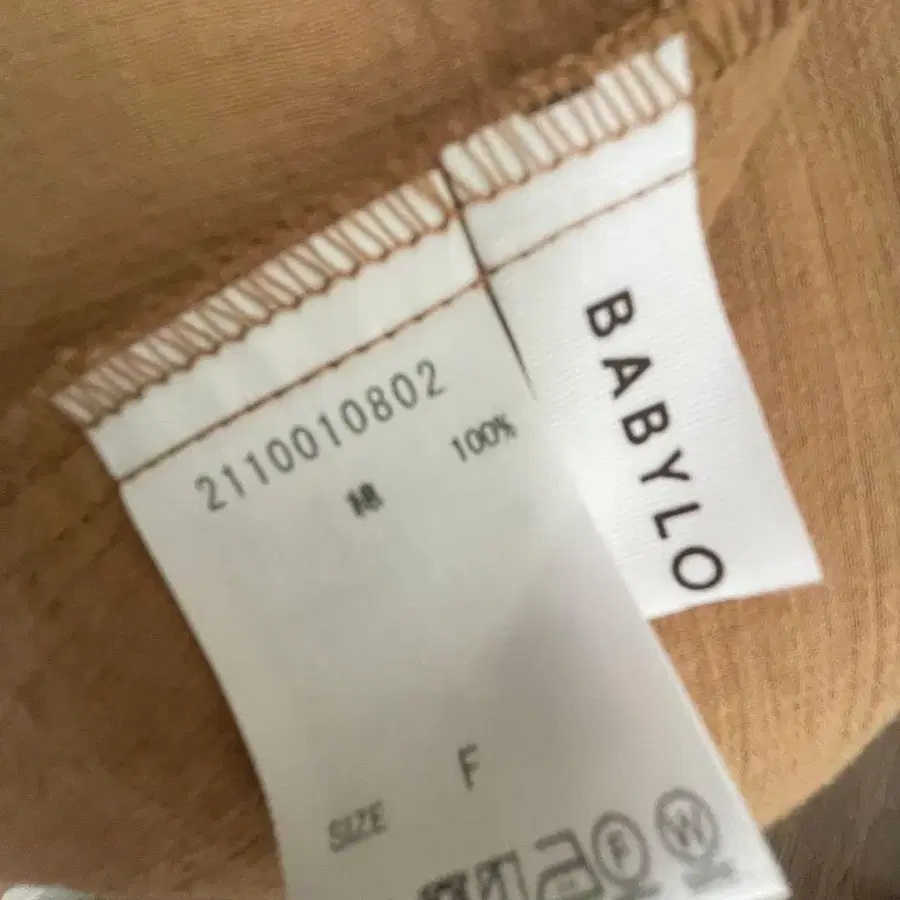 2110010802
綿 100%
SIZE F
F W
BABYLO